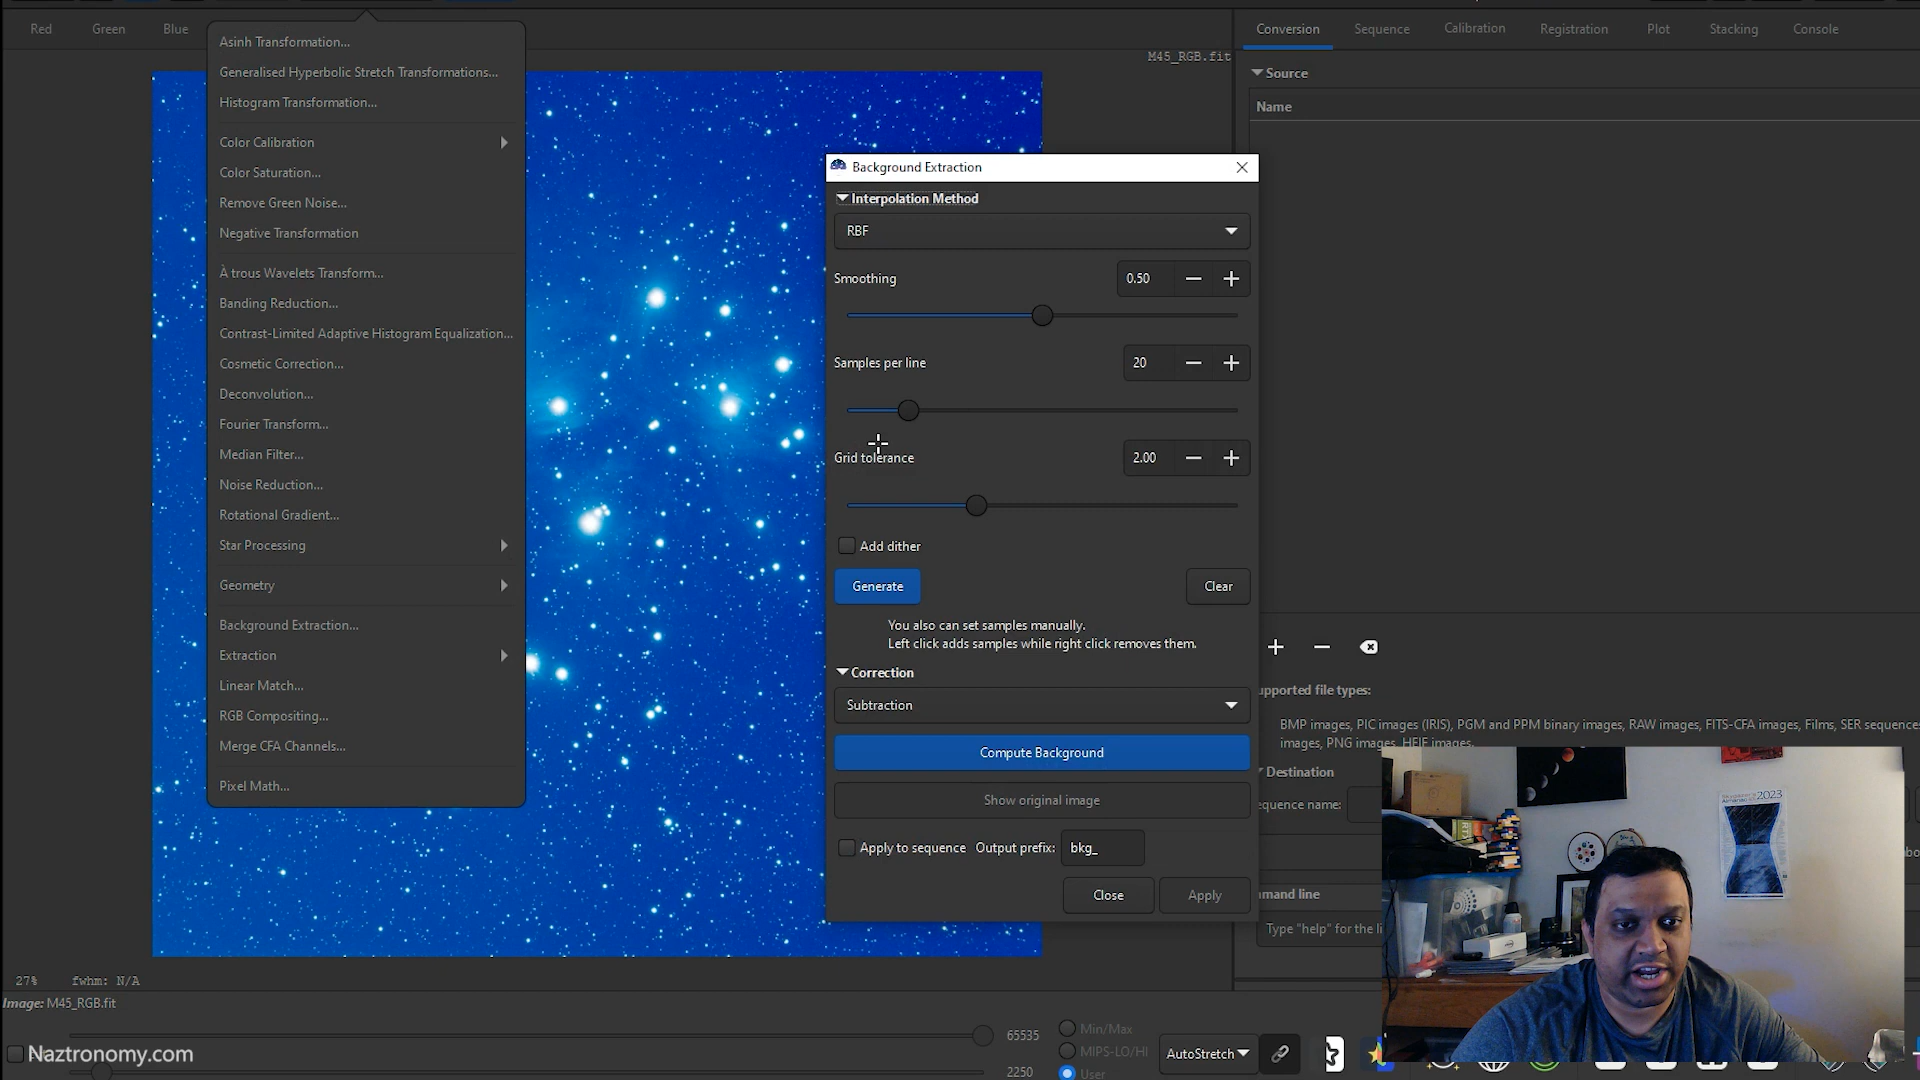 Red
Green
Blue
Asinh Transformation...
Generalised Hyperbolic Stretch Transformations...
Histogram Transformation...
Color Calibration
Color Saturation...
Remove Green Noise...
Negative Transformation
À trous Wavelets Transform...
Banding Reduction...
Contrast-Limited Adaptive Histogram Equalization...
Cosmetic Correction...
Deconvolution...
Fourier Transform...
Median Filter...
Noise Reduction...
Rotational Gradient...
Star Processing
Geometry
Background Extraction...
Extraction
Linear Match...
RGB Compositing...
Merge CFA Channels...
Pixel Math...
M45_RGB.fit
Background Extraction
Interpolation Method
RBF
Smoothing
0.50
Samples per line
20
Grid tolerance
2.00
Add dither
Generate
Clear
You also can set samples manually.
Left click adds samples while right click removes them.
Correction
Subtraction
Compute Background
Show original image
Apply to sequence
Output prefix:
bkg_
Close
Apply
Conversion
Sequence
Calibration
Registration
Plot
Stacking
Console
Source
Name
upported file types:
BMP images, PIC images (IRIS), PGM and PPM binary images, RAW images, FITS-CFA images, Films, SER sequences
images, PNG images, HEIF images.
Destination
equence name:
mmand line
Type "help" for the li
2023
27%
fwhm: N/A
Image: M45_RGB.fit
65535
2250
Min/Max
MIPS-LO/HI
User
AutoStretch
Naztronomy.com